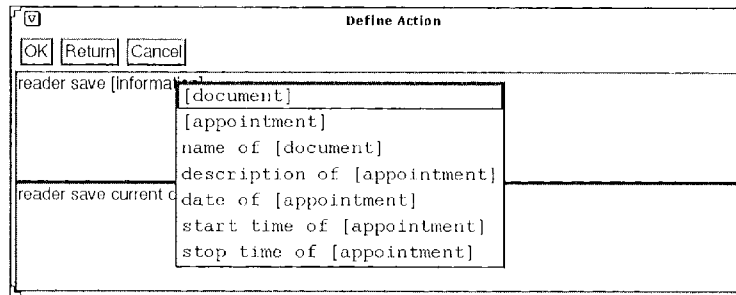 Define Action
OK Return Cancel
reader save [information]
[document]
[appointment]
name of [document]
description of [appointment]
date of [appointment]
start time of [appointment]
stop time of [appointment]
reader save current